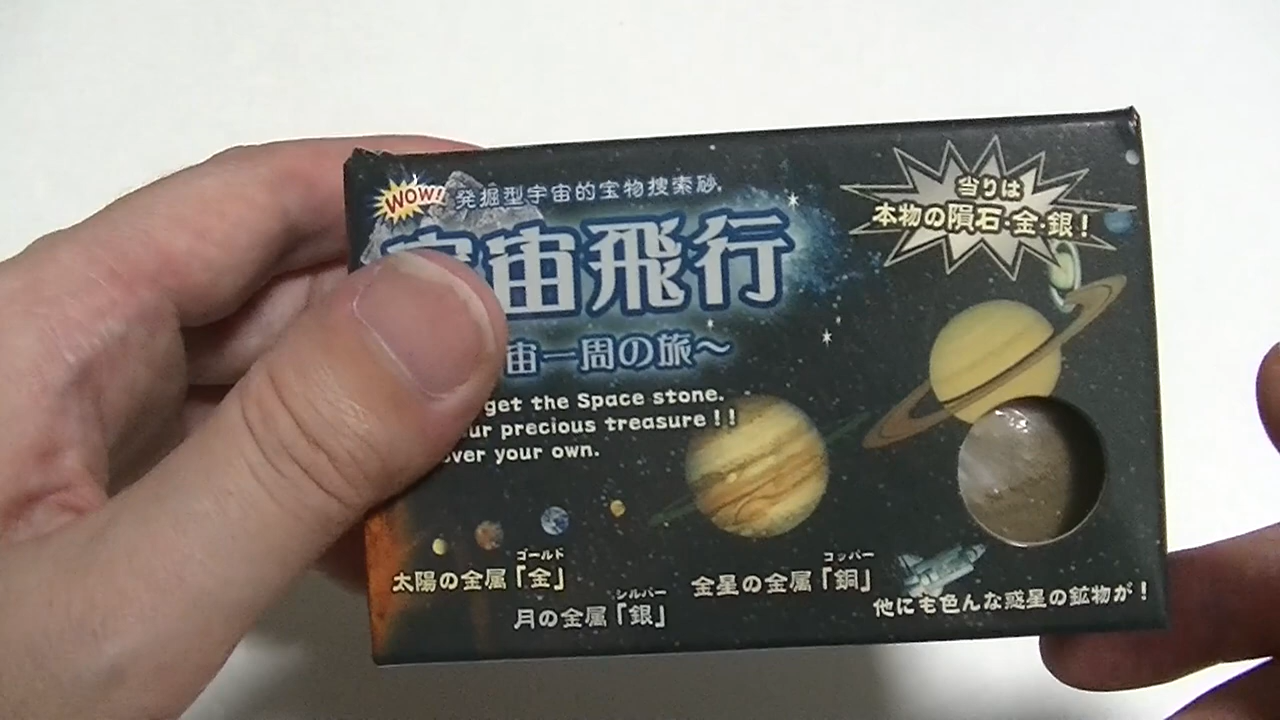 WOW!
発掘型宇宙的宝物捜索砂。
宇宙飛行
宙一周の旅〜
get the Space stone.
ur precious treasure!!
over your own.
当りは
本物の隕石・金・銀!
ゴールド
太陽の金属「金」
シルバー
月の金属「銀」
コッパー
金星の金属「銅」
他にも色んな惑星の鉱物が!